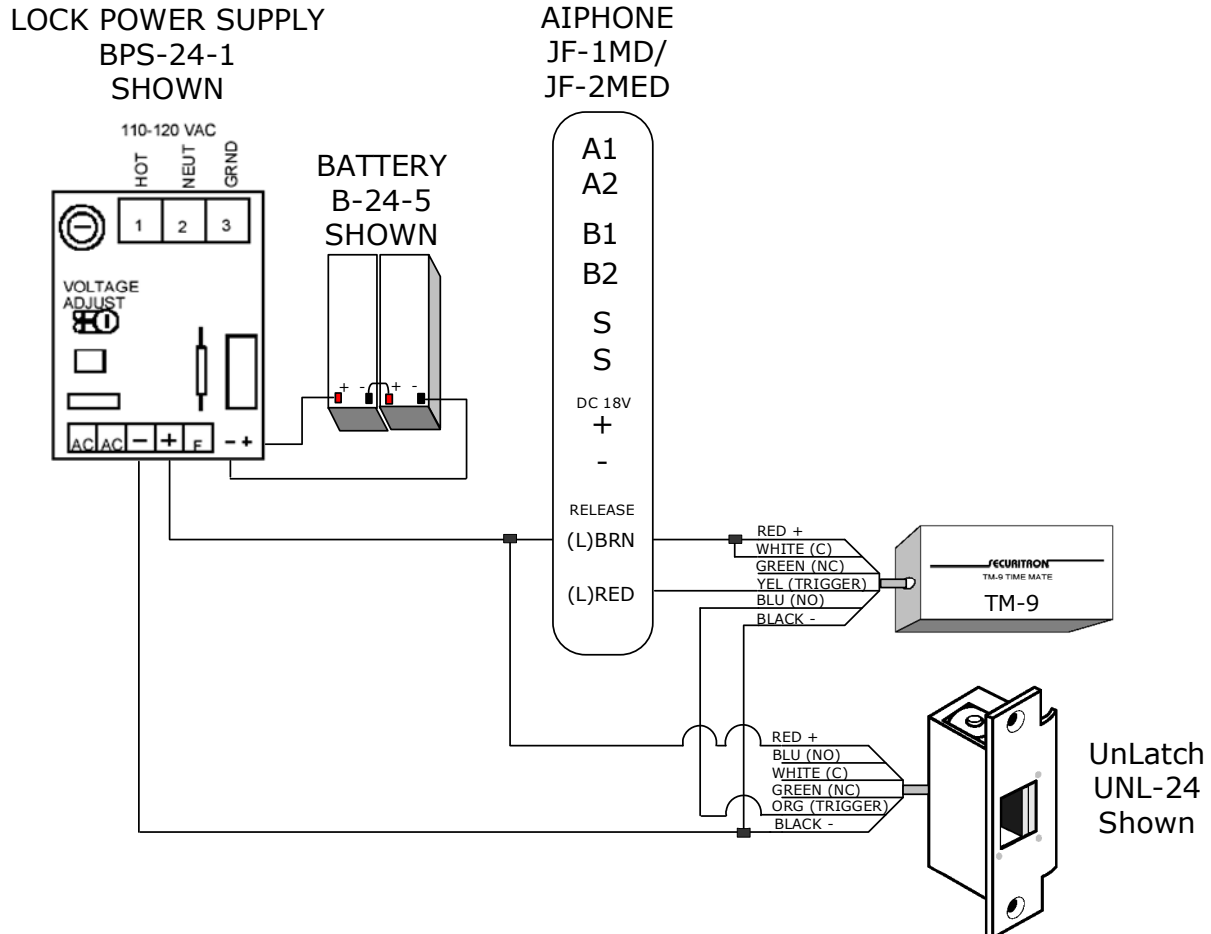 LOCK POWER SUPPLY
BPS-24-1
SHOWN
110-120 VAC
HOT
NEUT
GRND
1 2 3
VOLTAGE
ADJUST
AC AC - + F - +
BATTERY
B-24-5
SHOWN
+ - + -
AIPHONE
JF-1MD/
JF-2MED
A1
A2
B1
B2
S
S
DC 18V
+
-
RELEASE
(L)BRN
(L)RED
RED +
WHITE (C)
GREEN (NC)
YEL (TRIGGER)
BLU (NO)
BLACK -
SECURITRON
TM-9 TIME MATE
TM-9
RED +
BLU (NO)
WHITE (C)
GREEN (NC)
ORG (TRIGGER)
BLACK -
UnLatch
UNL-24
Shown